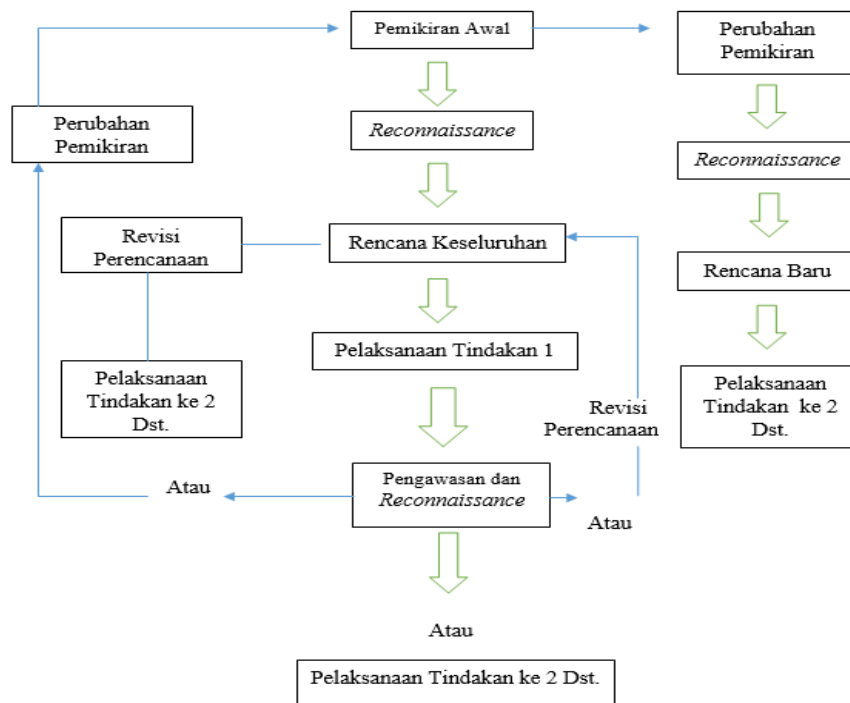 Pemikiran Awal
Perubahan
Pemikiran
Perubahan
Pemikiran
Reconnaissance
Reconnaissance
Revisi
Perencanaan
Rencana Keseluruhan
Rencana Baru
Pelaksanaan Tindakan 1
Pelaksanaan
Tindakan ke 2
Dst.
Pelaksanaan
Tindakan ke 2
Dst.
Revisi
Perencanaan
Atau
Pengawasan dan
Reconnaissance
Atau
Atau
Pelaksanaan Tindakan ke 2 Dst.